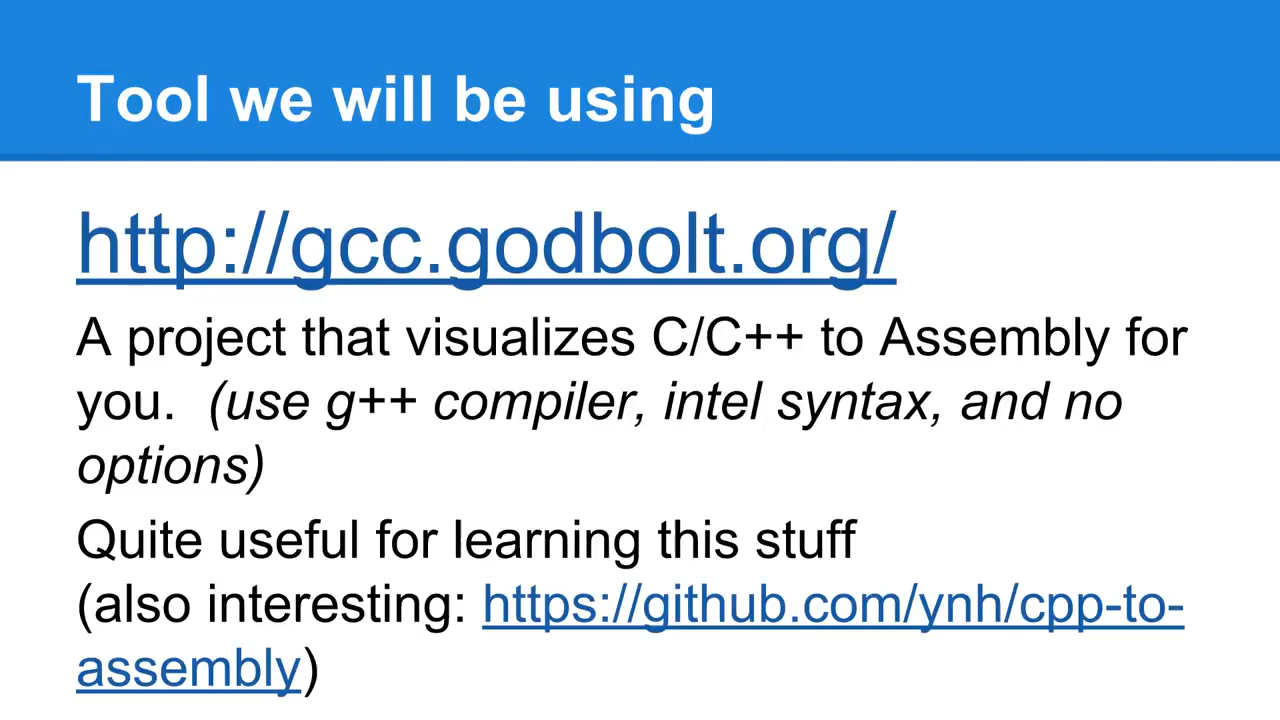 Tool we will be using
http://gcc.godbolt.org/
A project that visualizes C/C++ to Assembly for
you.  (use g++ compiler, intel syntax, and no
options)
Quite useful for learning this stuff
(also interesting: https://github.com/ynh/cpp-to-
assembly)